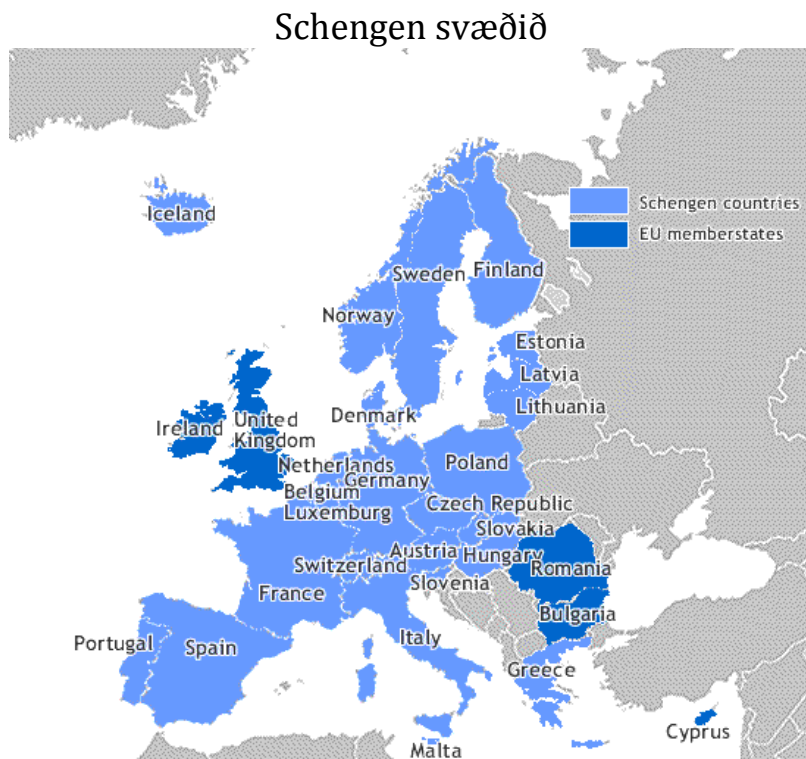 Schengen svæðið
Iceland
Schengen countries
EU memberstates
Sweden
Finland
Norway
Estonia
Latvia
Lithuania
Denmark
Ireland
United
Kingdom
Netherlands
Germany
Poland
Belgium
Luxemburg
Czech Republic
Slovakia
Austria
Hungary
Switzerland
Romania
Slovenia
France
Bulgaria
Portugal
Spain
Italy
Greece
Cyprus
Malta